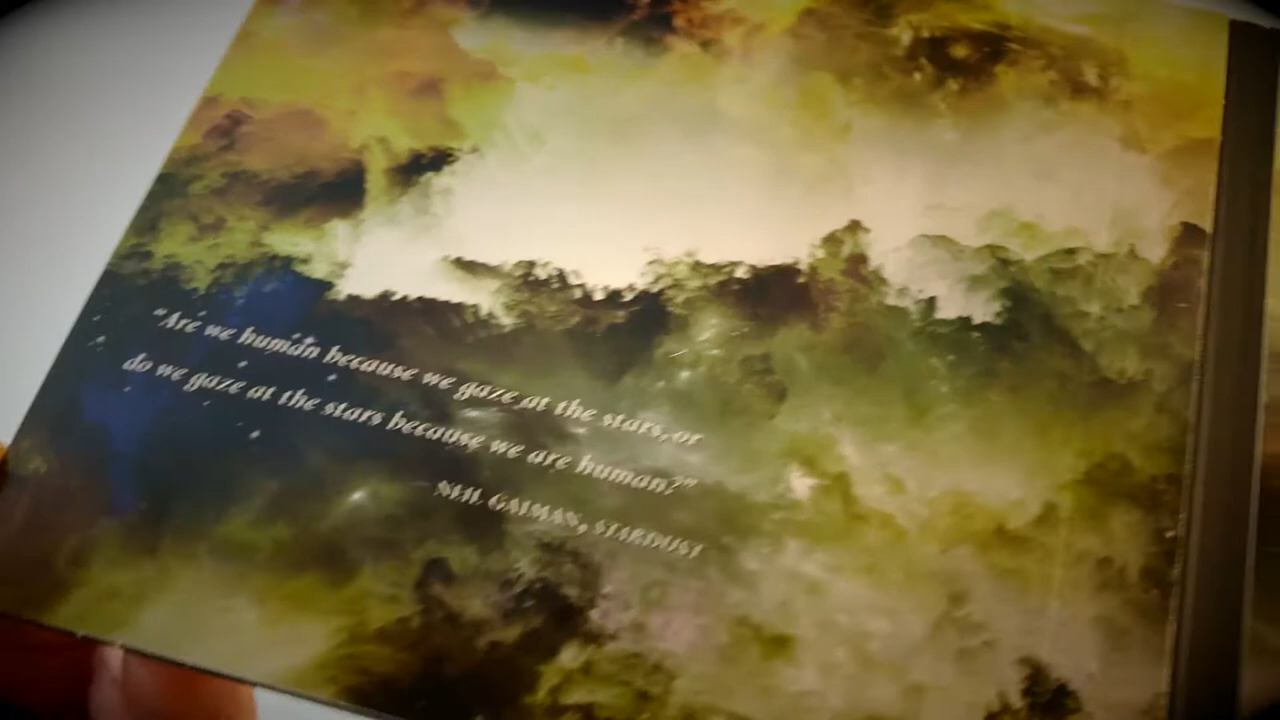 "Are we human because we gaze at the stars, or
do we gaze at the stars because we are human?"
NEIL GAIMAN, STARDUST